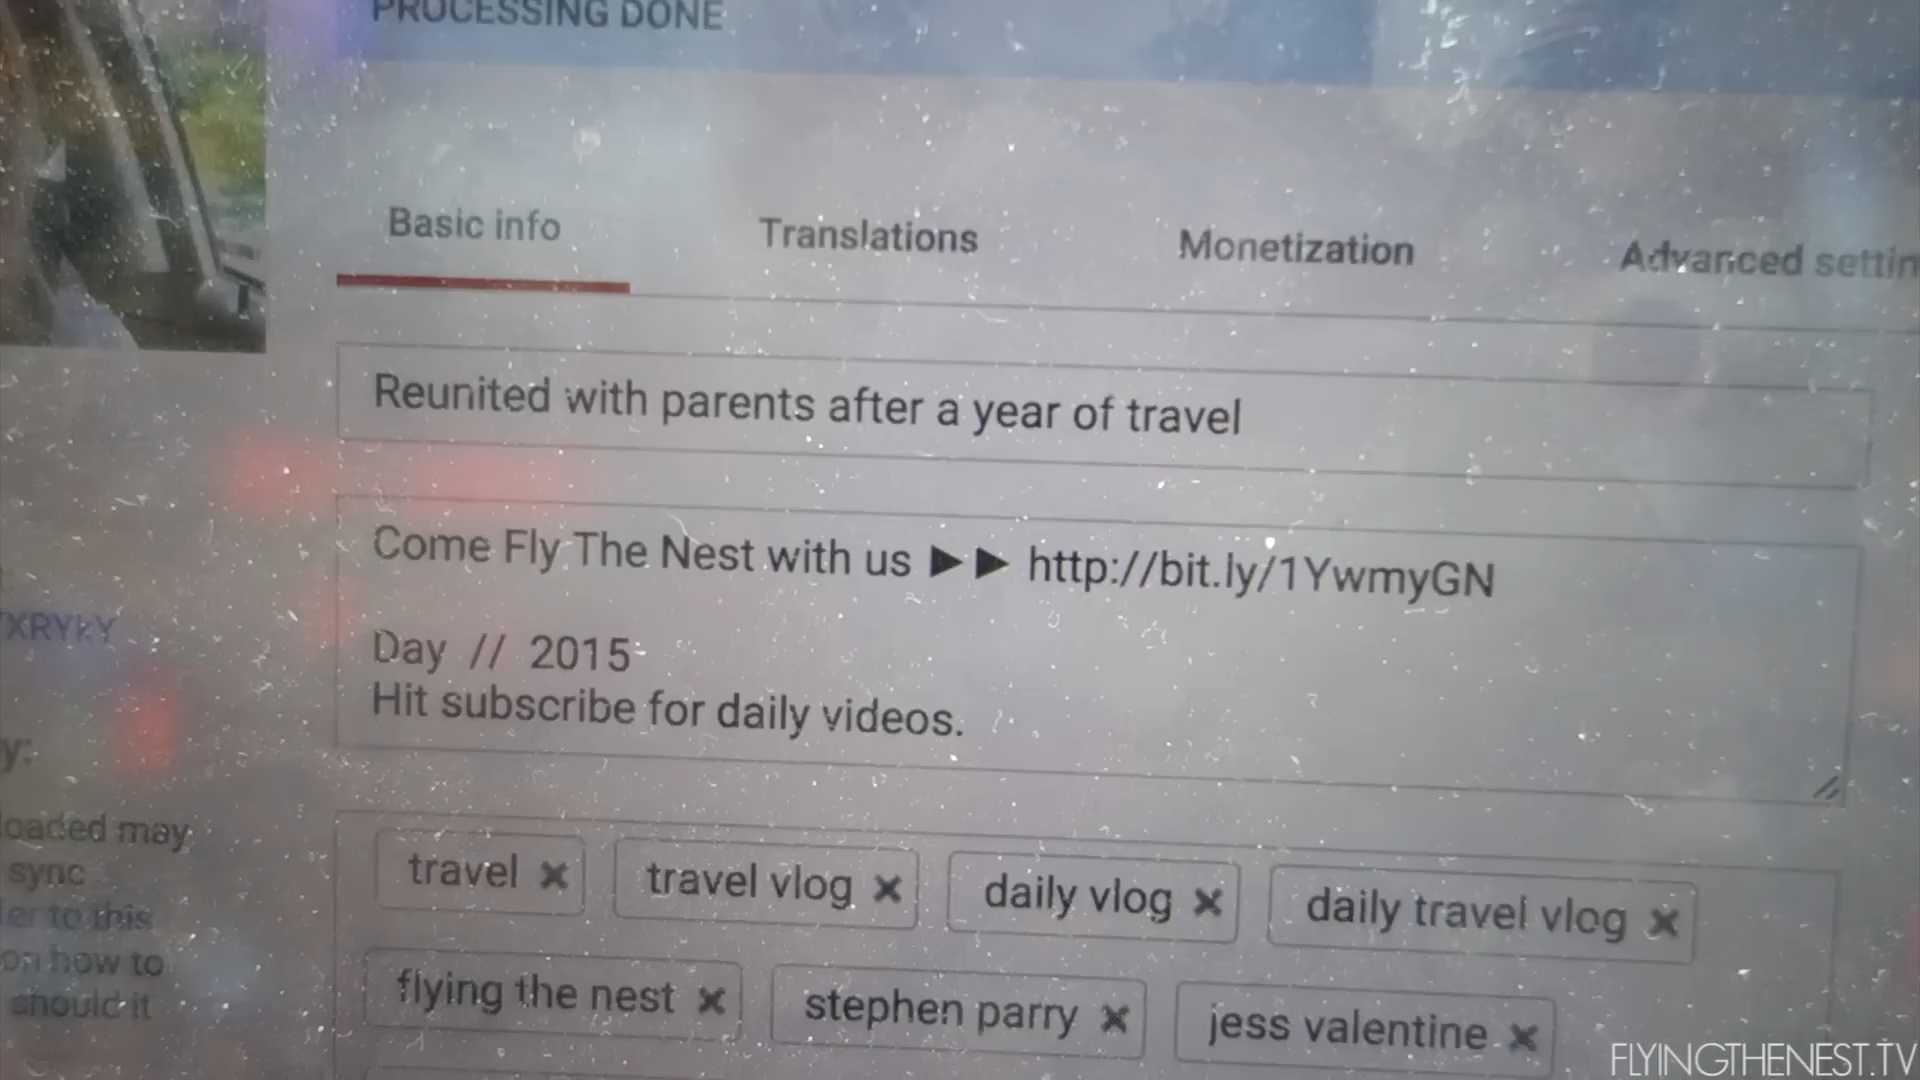 PROCESSING DONE
Basic info Translations Monetization Advanced settin
Reunited with parents after a year of travel
Come Fly The Nest with us ▶▶ http://bit.ly/1YwmyGN
Day // 2015
Hit subscribe for daily videos.
XRYKY
y:
loaded may
sync
er to this
on how to
should it
travel × travel vlog × daily vlog × daily travel vlog ×
flying the nest × stephen parry × jess valentine ×
FLYINGTHENEST.TV